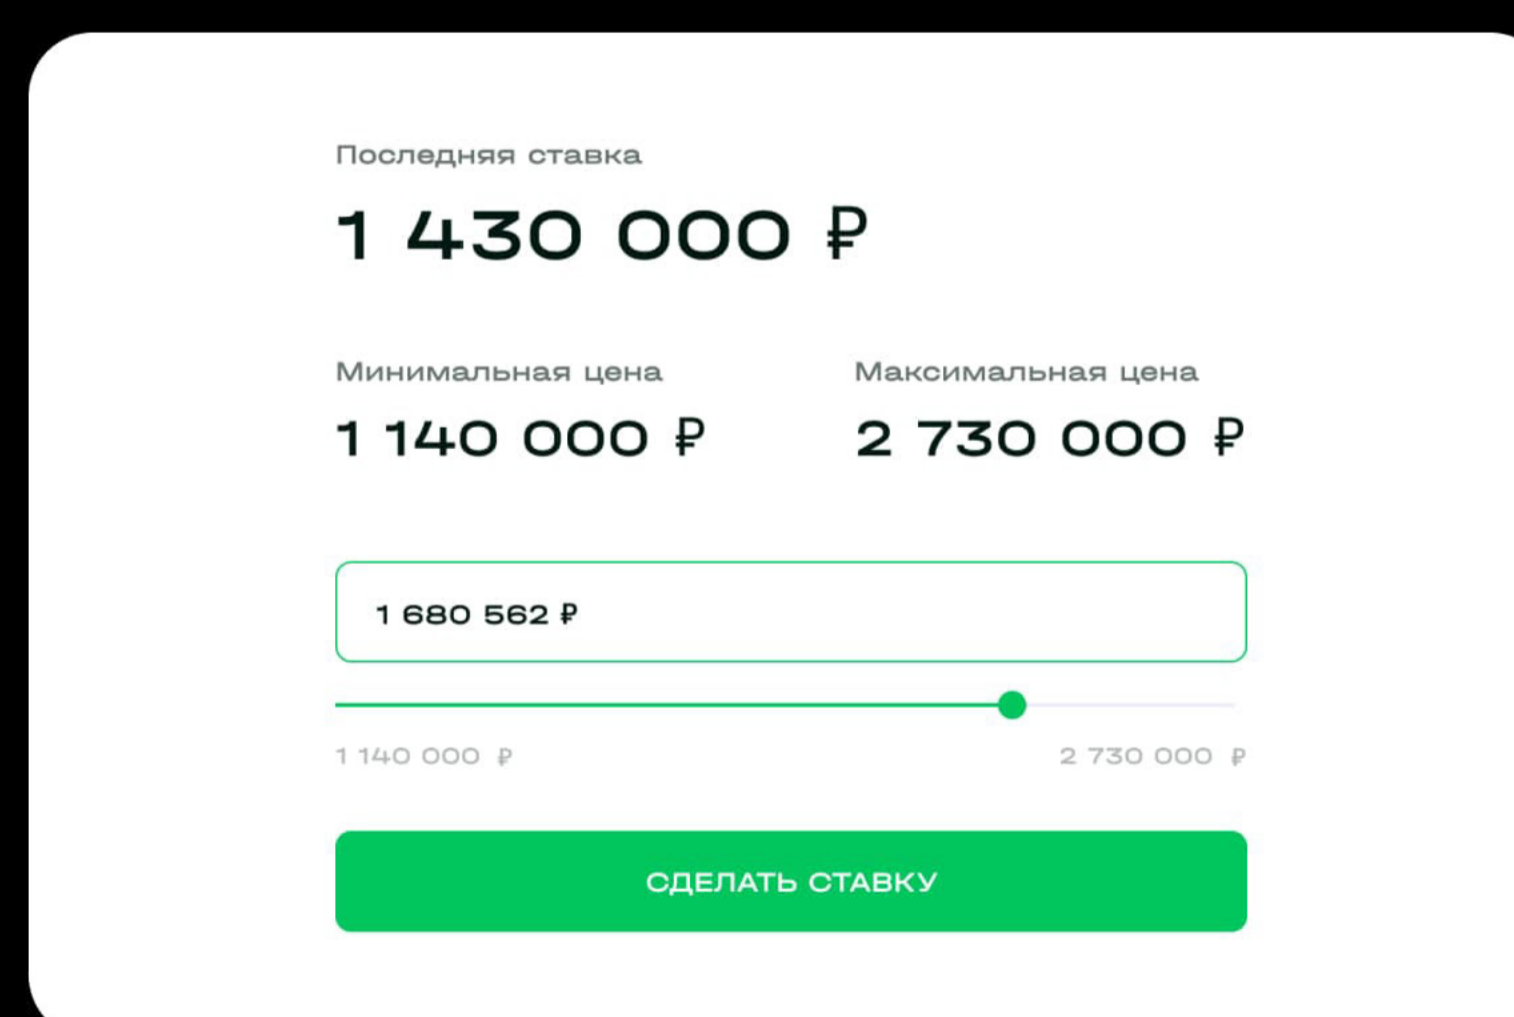 Последняя ставка
1 430 000 ₽
Минимальная цена
1 140 000 ₽
Максимальная цена
2 730 000 ₽
1 680 562 ₽
1 140 000 ₽
2 730 000 ₽
СДЕЛАТЬ СТАВКУ